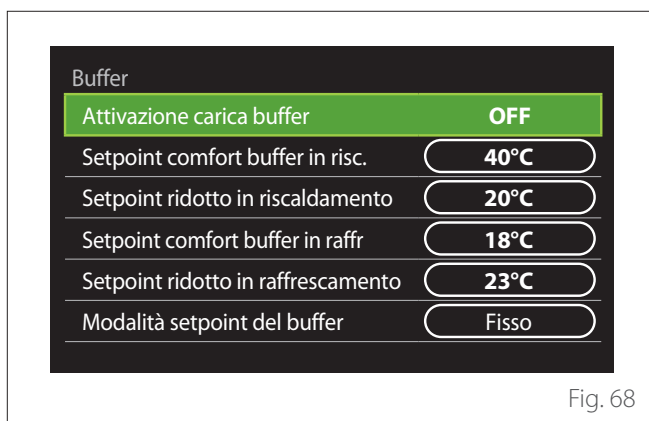 Buffer
Attivazione carica buffer OFF
Setpoint comfort buffer in risc. 40°C
Setpoint ridotto in riscaldamento 20°C
Setpoint comfort buffer in raffr 18°C
Setpoint ridotto in raffrescamento 23°C
Modalità setpoint del buffer Fisso
Fig. 68